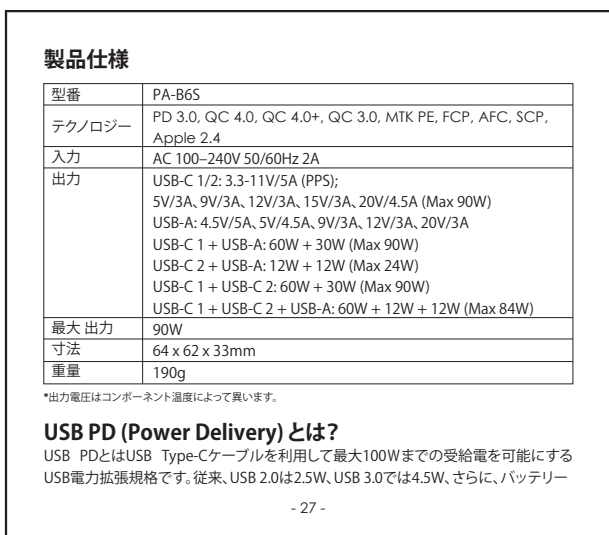 製品仕様
型番 PA-B6S
テクノロジー PD 3.0, QC 4.0, QC 4.0+, QC 3.0, MTK PE, FCP, AFC, SCP,
Apple 2.4
入力 AC 100–240V 50/60Hz 2A
出力 USB-C 1/2: 3.3-11V/5A (PPS);
5V/3A、9V/3A、12V/3A、15V/3A、20V/4.5A (Max 90W)
USB-A: 4.5V/5A、5V/4.5A、9V/3A、12V/3A、20V/3A
USB-C 1 + USB-A: 60W + 30W (Max 90W)
USB-C 2 + USB-A: 12W + 12W (Max 24W)
USB-C 1 + USB-C 2: 60W + 30W (Max 90W)
USB-C 1 + USB-C 2 + USB-A: 60W + 12W + 12W (Max 84W)
最大 出力 90W
寸法 64 x 62 x 33mm
重量 190g
*出力電圧はコンポーネント温度によって異います。
USB PD (Power Delivery) とは?
USB PDとはUSB Type-Cケーブルを利用して最大100Wまでの受給電を可能にする
USB電力拡張規格です。従来、USB 2.0は2.5W、USB 3.0では4.5W、さらに、バッテリー
- 27 -